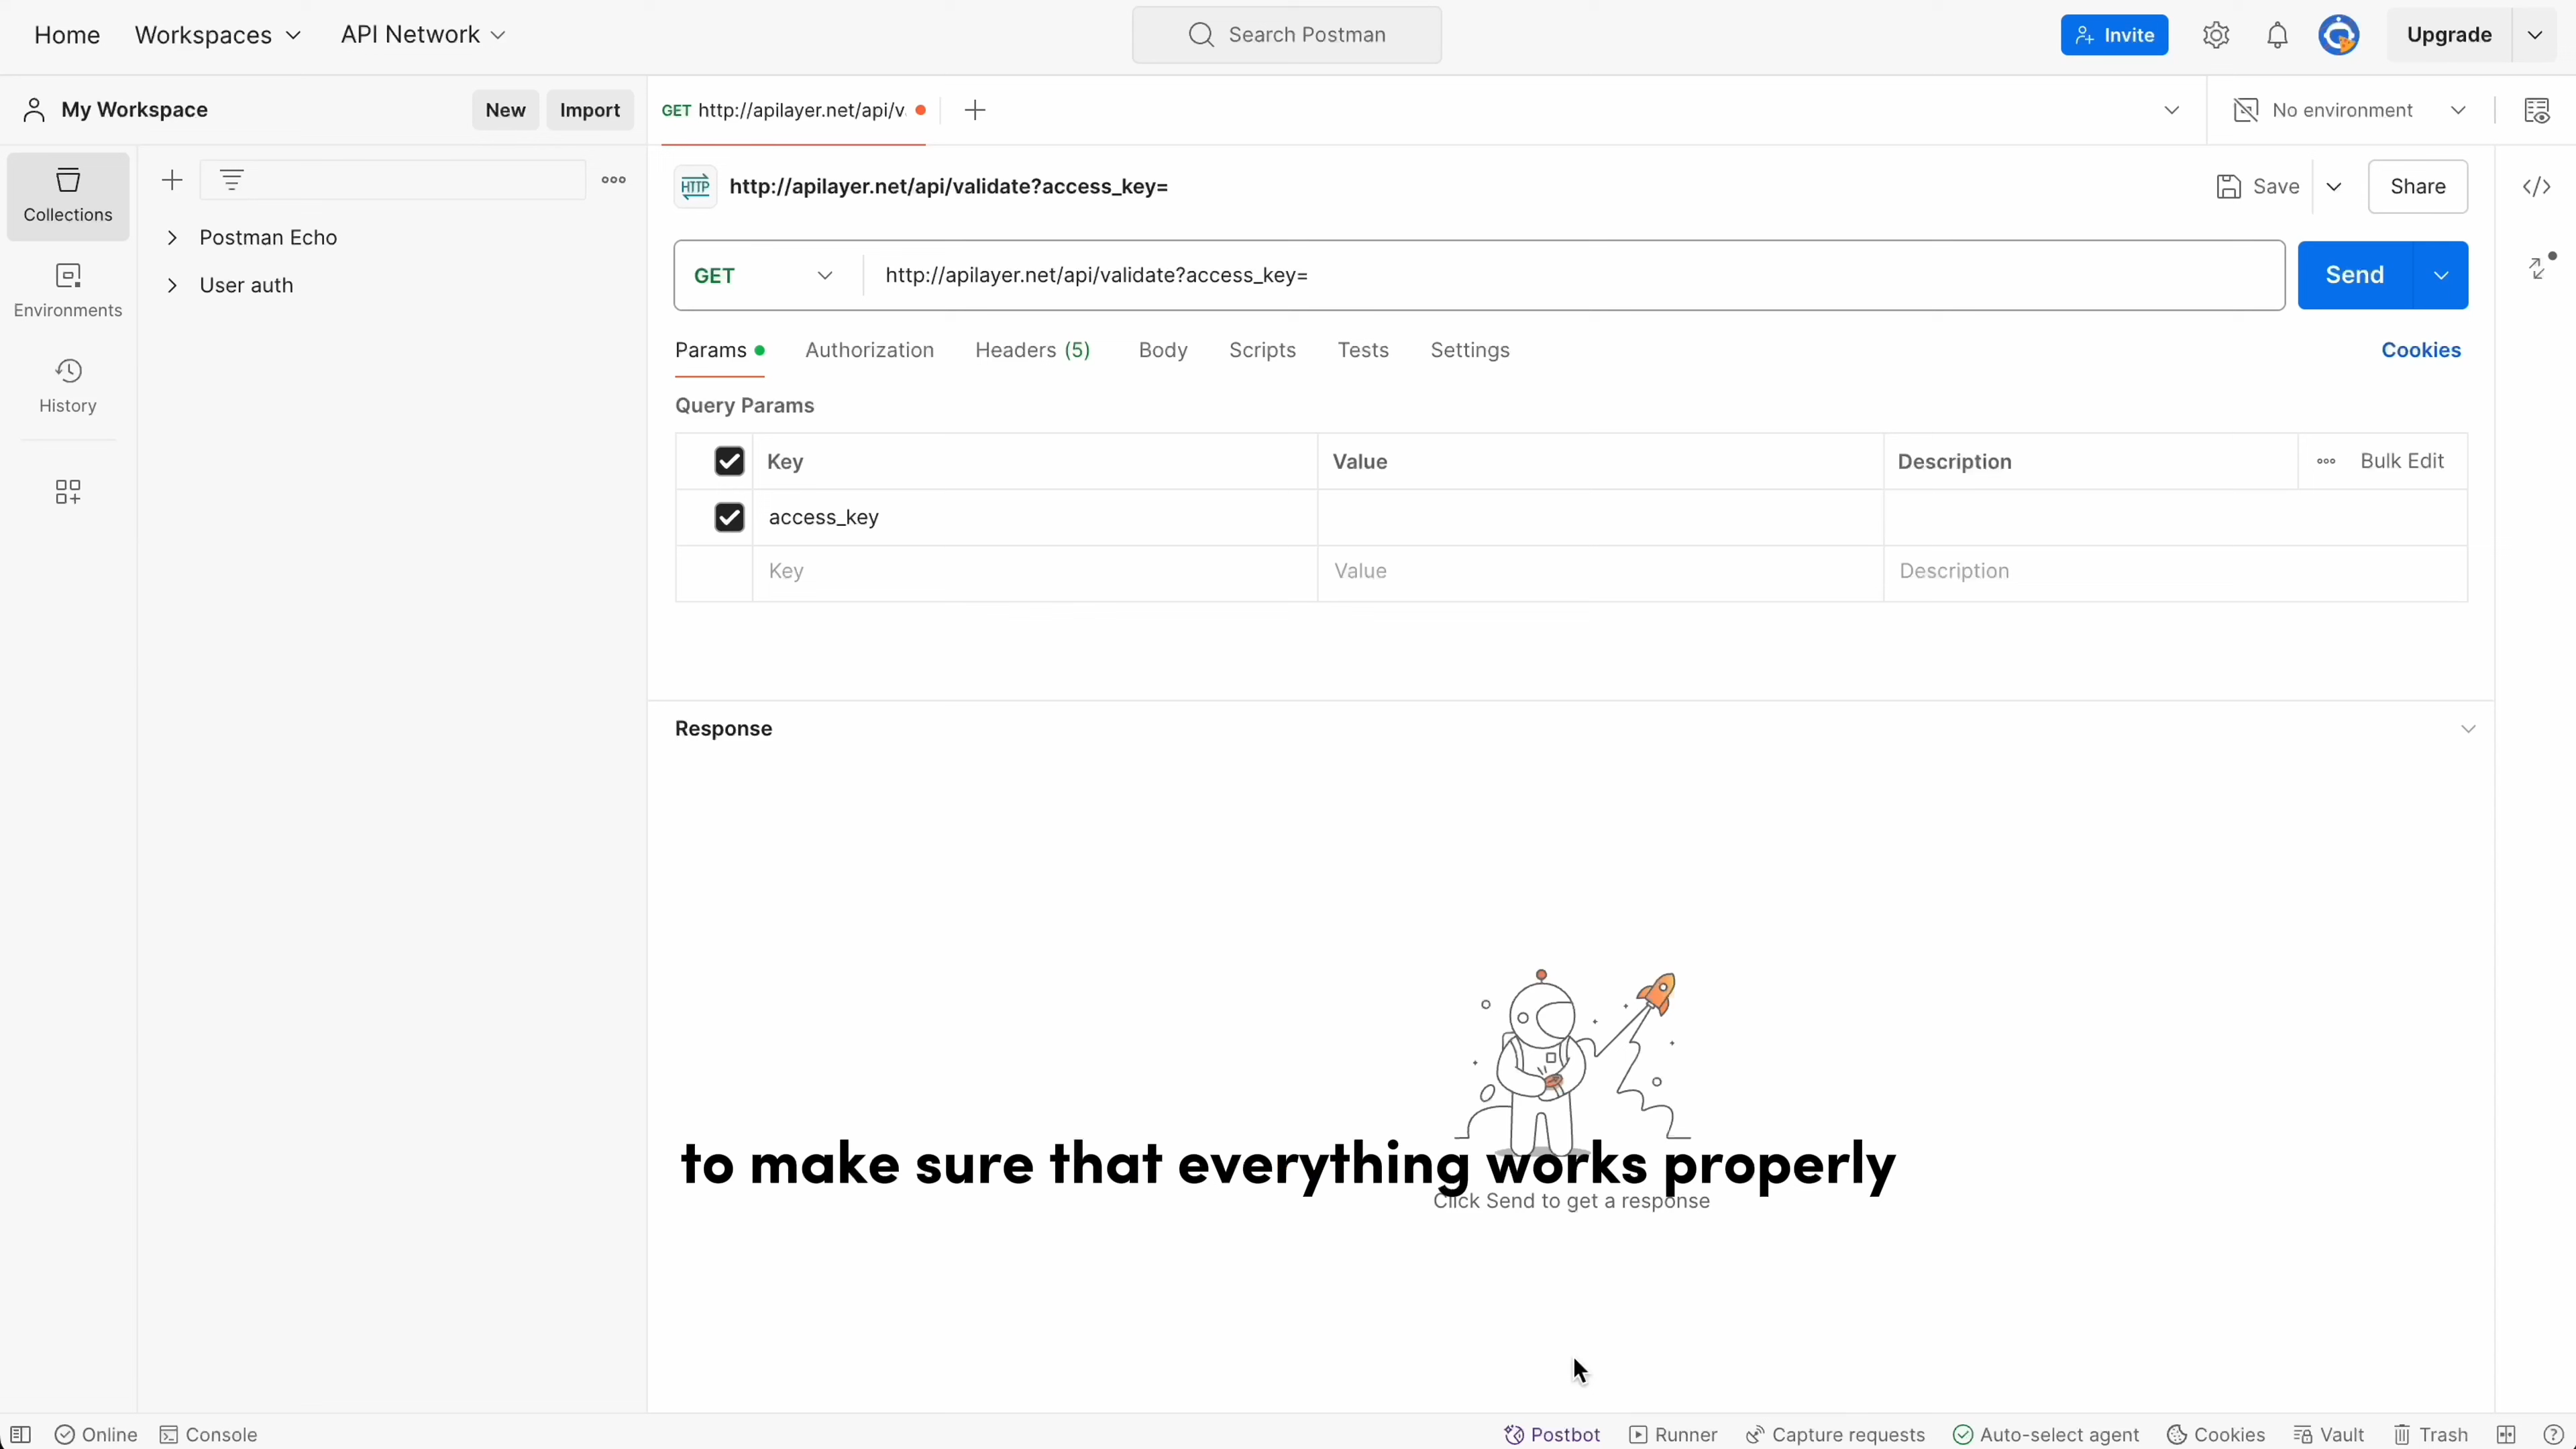 Home Workspaces API Network Search Postman Invite Upgrade
My Workspace New Import GET http://apilayer.net/api/v. No environment
HTTP http://apilayer.net/api/validate?access_key= Save Share
Collections
Postman Echo
User auth
Environments
History
GET http://apilayer.net/api/validate?access_key= Send
Params Authorization Headers (5) Body Scripts Tests Settings Cookies
Query Params
Key Value Description Bulk Edit
access_key
Key Value Description
Response
to make sure that everything works properly
Click Send to get a response
Online Console Postbot Runner Capture requests Auto-select agent Cookies Vault Trash